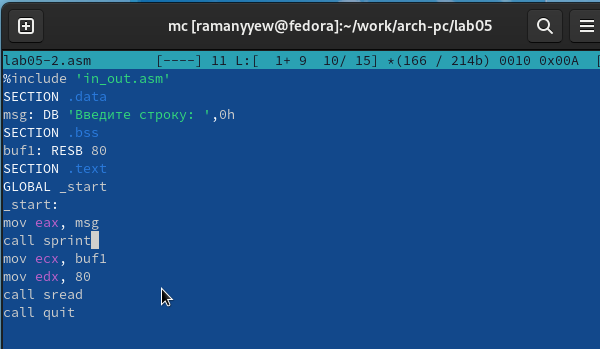 mc [ramanyyew@fedora]:~/work/arch-pc/lab05
lab05-2.asm [----] 11 L:[ 1+ 9 10/ 15] *(166 / 214b) 0010 0x00A [
%include 'in_out.asm'
SECTION .data
msg: DB 'Введите строку: ',0h
SECTION .bss
buf1: RESB 80
SECTION .text
GLOBAL _start
_start:
mov eax, msg
call sprint
mov ecx, buf1
mov edx, 80
call sread
call quit